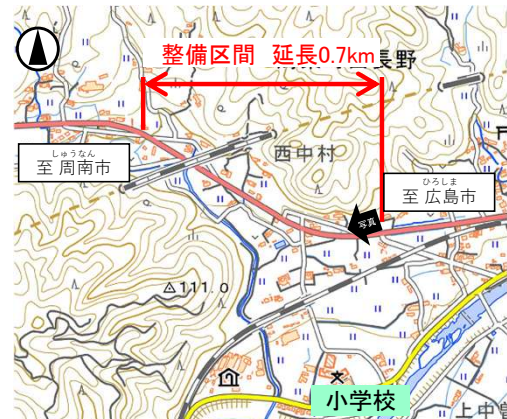 整備区間 延長0.7km
長野
西中村
しゅうなん
至 周南市
ひろしま
至 広島市
写真
111.0
小学校
上中